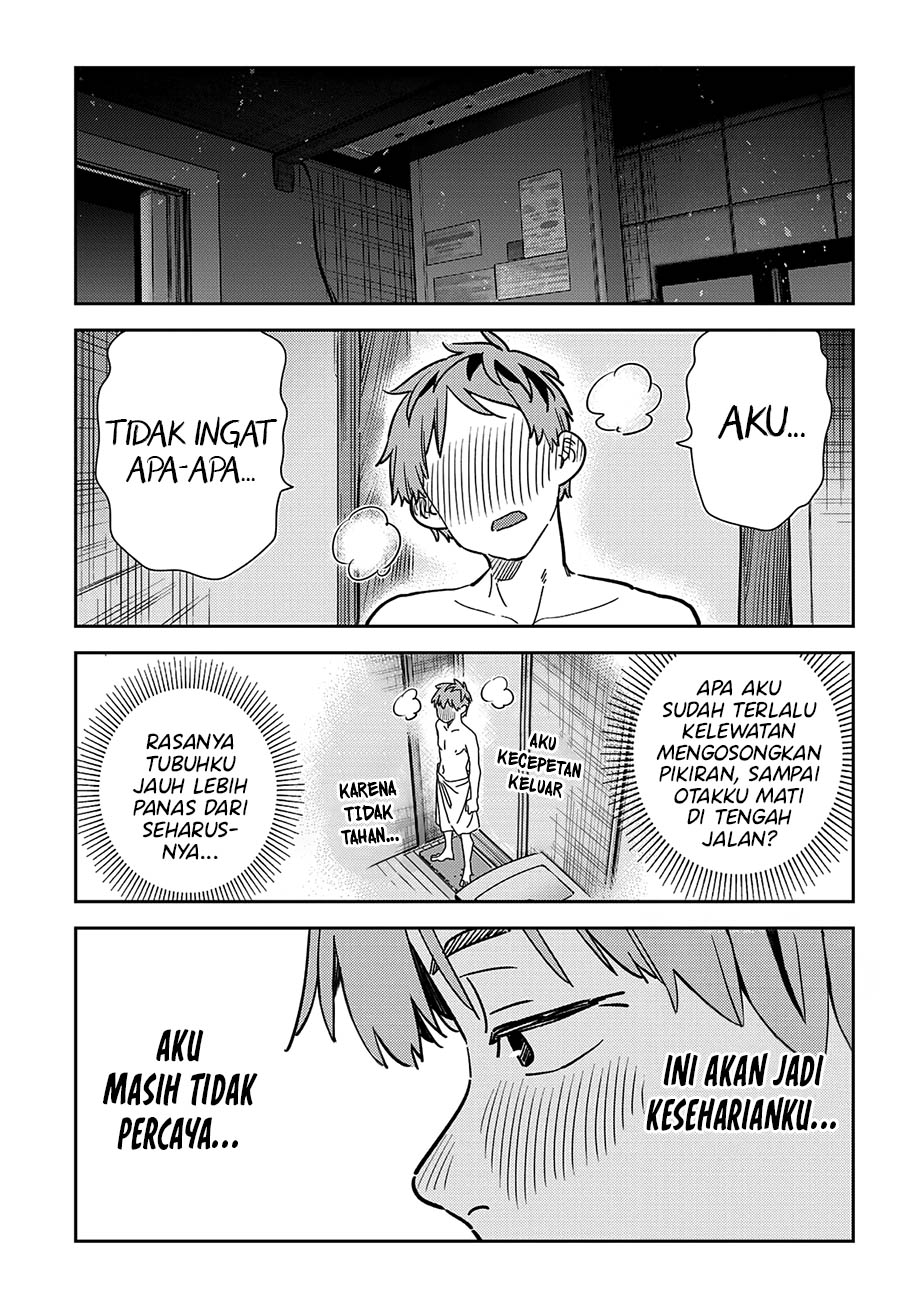 AKU...
TIDAK INGAT
APA-APA...
APA AKU
SUDAH TERLALU
KELEWATAN
MENGOSONGKAN
PIKIRAN, SAMPAI
OTAKKU MATI
DI TENGAH
JALAN?
AKU
KECEPETAN
KELUAR
KARENA
TIDAK
TAHAN...
RASANYA
TUBUHKU
JAUH LEBIH
PANAS DARI
SEHARUS-
NYA...
INI AKAN JADI
KESEHARIANKU...
AKU
MASIH TIDAK
PERCAYA...